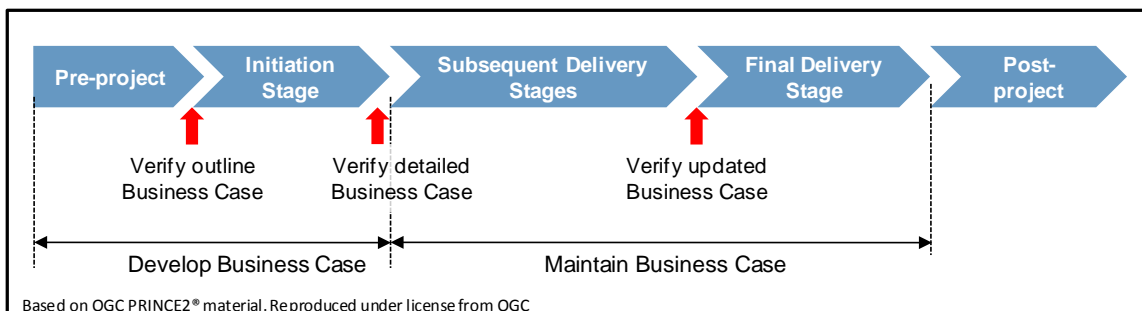 Pre-project
Initiation
Stage
Subsequent Delivery
Stages
Final Delivery
Stage
Post-
project
Verify outline
Business Case
Verify detailed
Business Case
Verify updated
Business Case
Develop Business Case
Maintain Business Case
Based on OGC PRINCE2® material. Reproduced under license from OGC